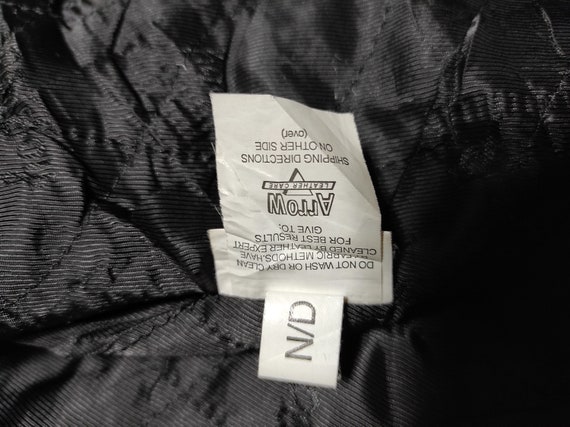 DO NOT WASH OR DRY CLEAN
BY FABRIC METHODS. HAVE
CLEANED BY LEATHER EXPERT
FOR BEST RESULTS
GIVE TO:
Arrow
LEATHER CARE
SHIPPING DIRECTIONS
ON OTHER SIDE
(over)
N/D